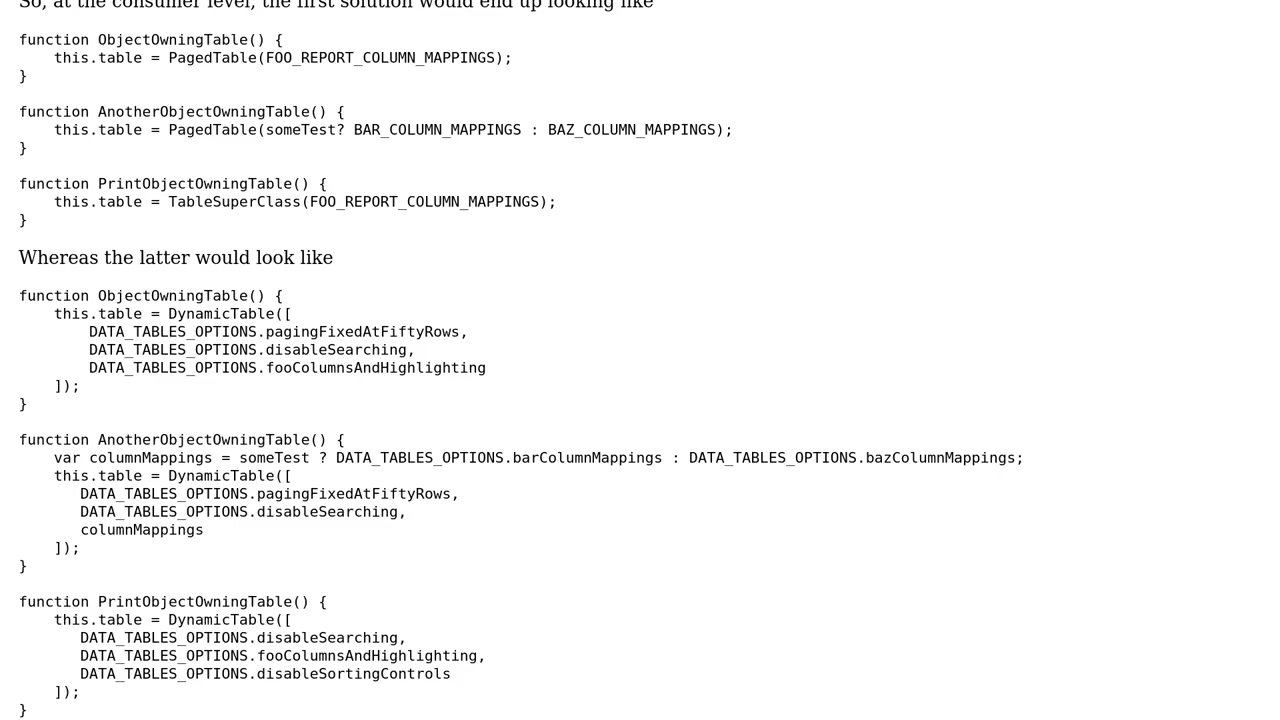 So, at the consumer level, the first solution would end up looking like
function ObjectOwningTable() {
    this.table = PagedTable(FOO_REPORT_COLUMN_MAPPINGS);
}
function AnotherObjectOwningTable() {
    this.table = PagedTable(someTest? BAR_COLUMN_MAPPINGS : BAZ_COLUMN_MAPPINGS);
}
function PrintObjectOwningTable() {
    this.table = TableSuperClass(FOO_REPORT_COLUMN_MAPPINGS);
}
Whereas the latter would look like
function ObjectOwningTable() {
    this.table = DynamicTable([
        DATA_TABLES_OPTIONS.pagingFixedAtFiftyRows,
        DATA_TABLES_OPTIONS.disableSearching,
        DATA_TABLES_OPTIONS.fooColumnsAndHighlighting
    ]);
}
function AnotherObjectOwningTable() {
    var columnMappings = someTest ? DATA_TABLES_OPTIONS.barColumnMappings : DATA_TABLES_OPTIONS.bazColumnMappings;
    this.table = DynamicTable([
       DATA_TABLES_OPTIONS.pagingFixedAtFiftyRows,
       DATA_TABLES_OPTIONS.disableSearching,
       columnMappings
    ]);
}
function PrintObjectOwningTable() {
    this.table = DynamicTable([
       DATA_TABLES_OPTIONS.disableSearching,
       DATA_TABLES_OPTIONS.fooColumnsAndHighlighting,
       DATA_TABLES_OPTIONS.disableSortingControls
    ]);
}